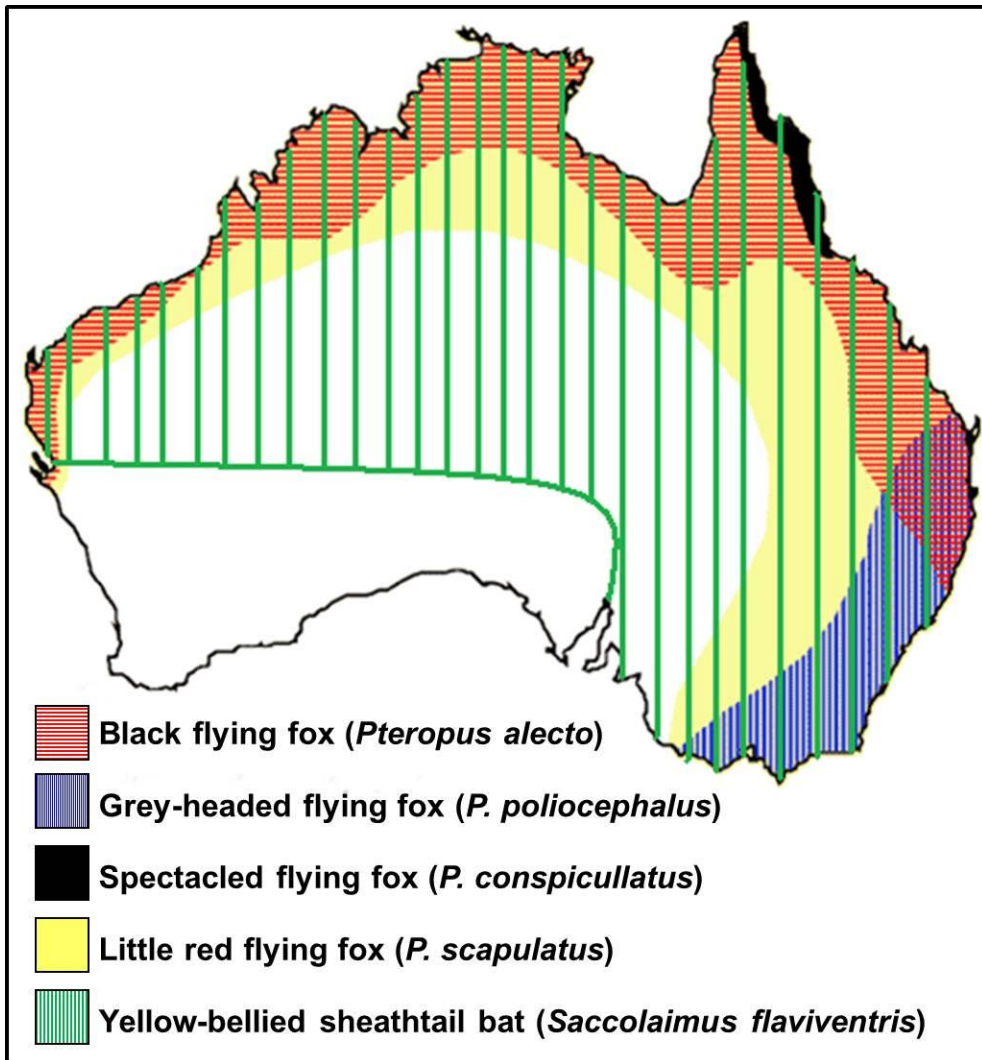 Black flying fox (Pteropus alecto)
Grey-headed flying fox (P. poliocephalus)
Spectacled flying fox (P. conspicullatus)
Little red flying fox (P. scapulatus)
Yellow-bellied sheathtail bat (Saccolaimus flaviventris)